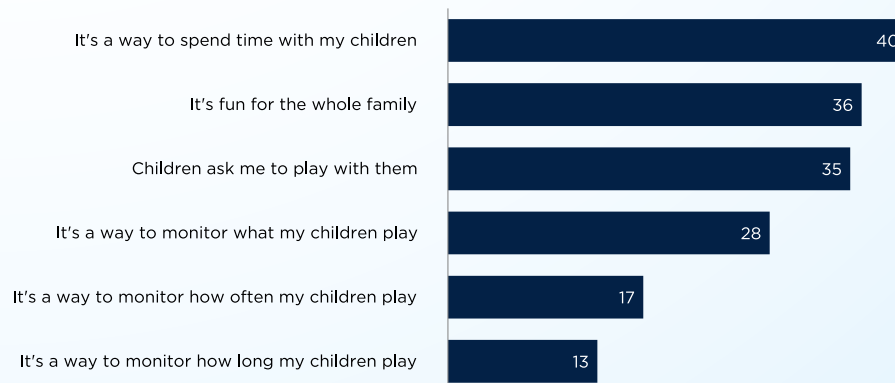 It's a way to spend time with my children 40
It's fun for the whole family 36
Children ask me to play with them 35
It's a way to monitor what my children play 28
It's a way to monitor how often my children play 17
It's a way to monitor how long my children play 13